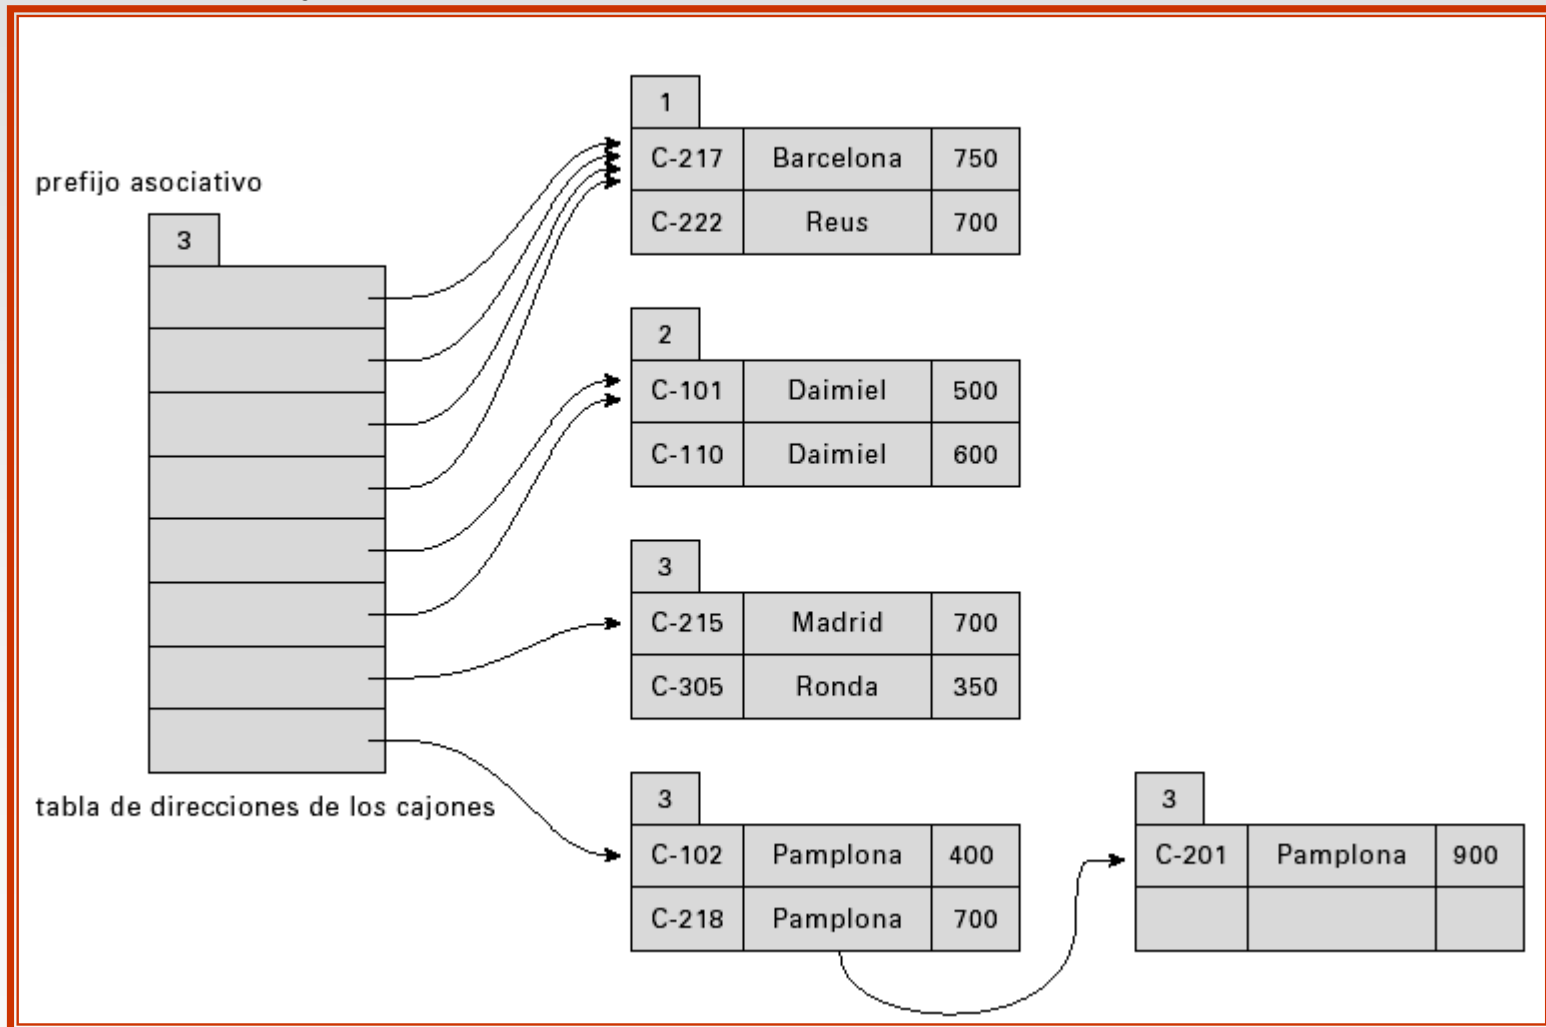 prefijo asociativo
3
tabla de direcciones de los cajones
1
C-217 Barcelona 750
C-222 Reus 700
2
C-101 Daimiel 500
C-110 Daimiel 600
3
C-215 Madrid 700
C-305 Ronda 350
3
C-102 Pamplona 400
C-218 Pamplona 700
3
C-201 Pamplona 900